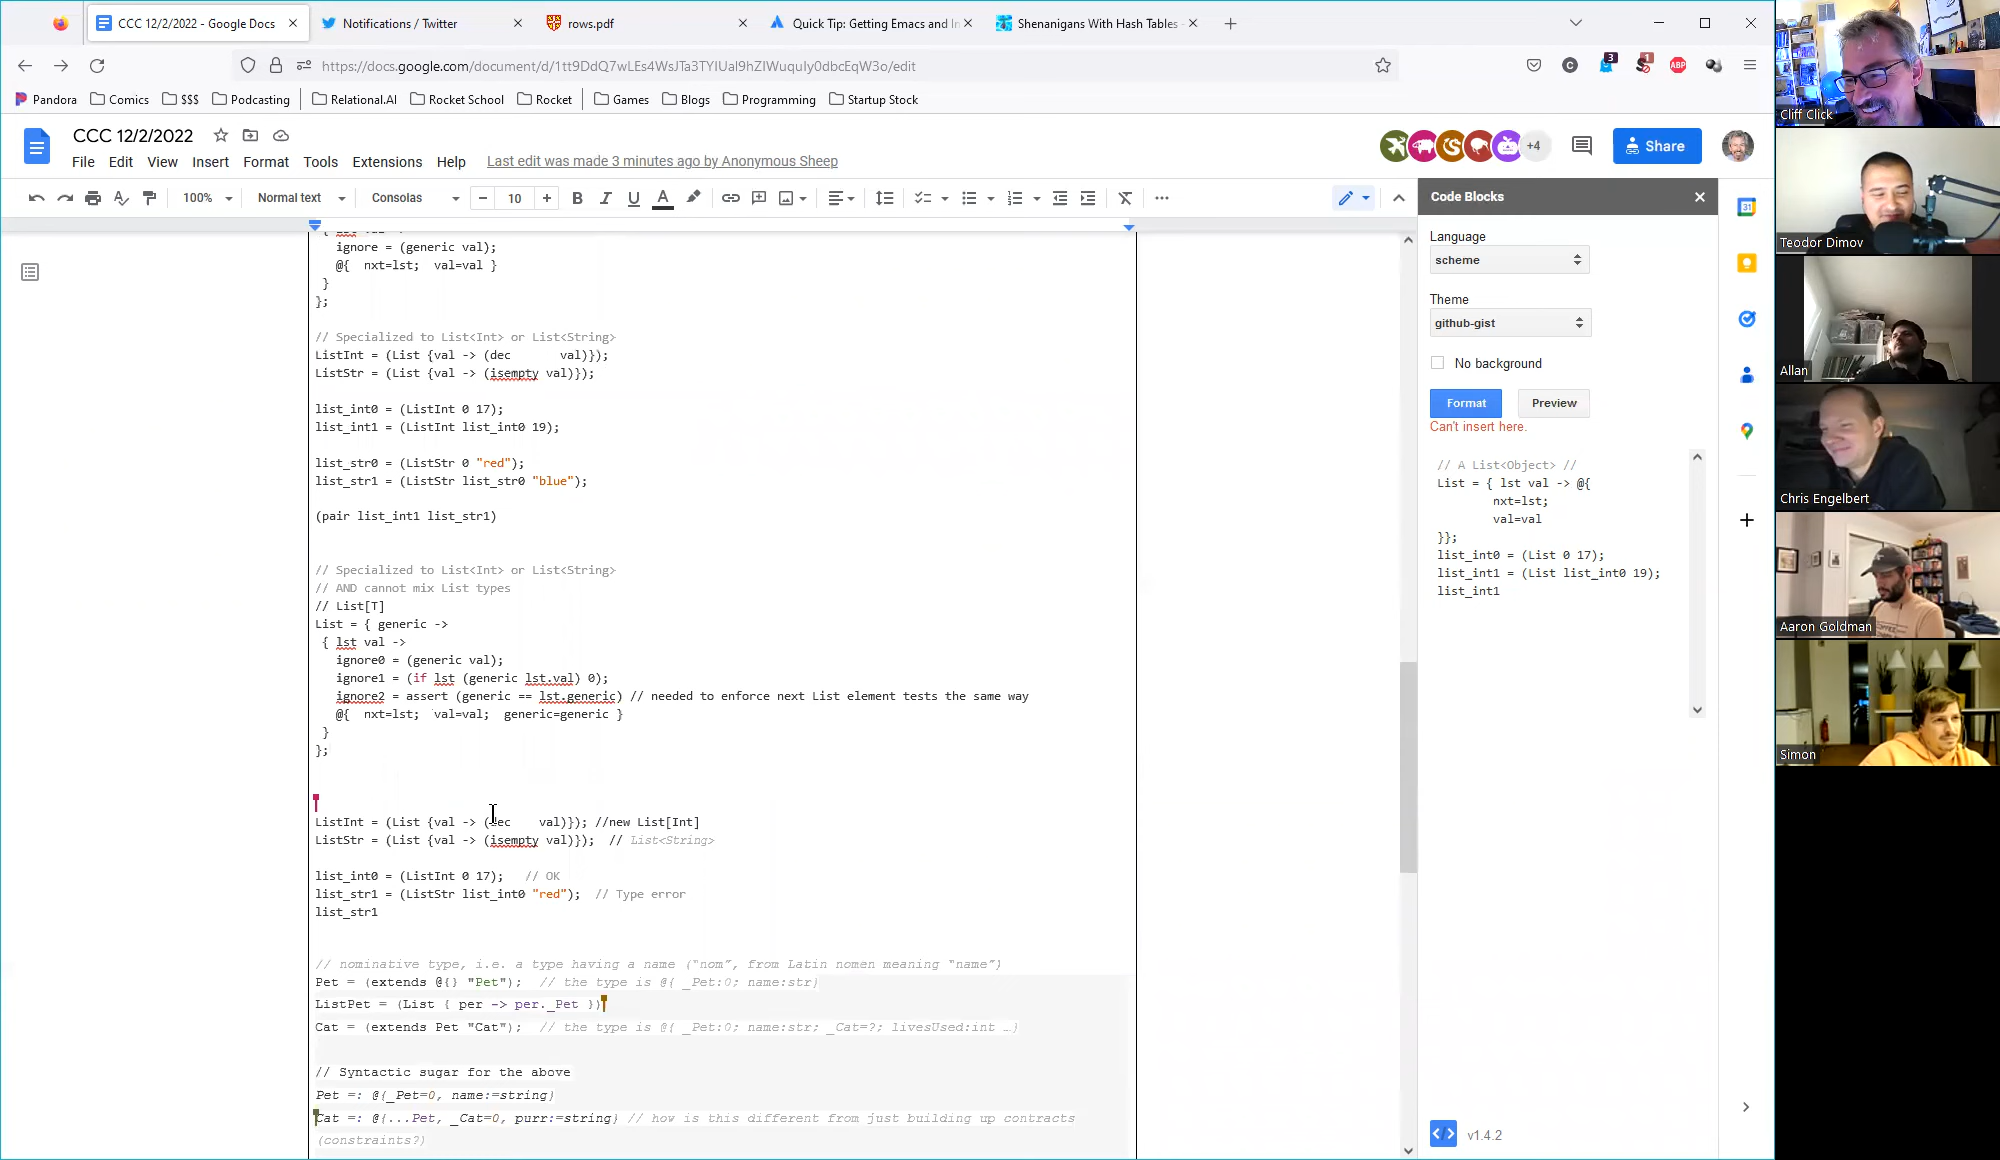 CCC 12/2/2022 - Google Docs
Notifications / Twitter
rows.pdf
Quick Tip: Getting Emacs and In
Shenanigans With Hash Tables -
https://docs.google.com/document/d/1tt9DdQ7wLEs4WsJTa3TYIUaI9hZIWuquIy0dbcEqW3o/edit
3
1
ABP
Pandora
Comics
$$$
Podcasting
Relational.AI
Rocket School
Rocket
Games
Blogs
Programming
Startup Stock
CCC 12/2/2022
File Edit View Insert Format Tools Extensions Help
Last edit was made 3 minutes ago by Anonymous Sheep
+4
Share
100%
Normal text
Consolas
10
B I U A
ignore = (generic val);
@{ nxt=lst; val=val }
}
};
// Specialized to List<Int> or List<String>
ListInt = (List {val -> (dec val)});
ListStr = (List {val -> (isempty val)});
list_int0 = (ListInt 0 17);
list_int1 = (ListInt list_int0 19);
list_str0 = (ListStr 0 "red");
list_str1 = (ListStr list_str0 "blue");
(pair list_int1 list_str1)
// Specialized to List<Int> or List<String>
// AND cannot mix List types
// List[T]
List = { generic ->
{ lst val ->
ignore0 = (generic val);
ignore1 = (if lst (generic lst.val) 0);
ignore2 = assert (generic == lst.generic) // needed to enforce next List element tests the same way
@{ nxt=lst; val=val; generic=generic }
}
};
ListInt = (List {val -> (dec val)}); //new List[Int]
ListStr = (List {val -> (isempty val)}); // List<String>
list_int0 = (ListInt 0 17); // OK
list_str1 = (ListStr list_int0 "red"); // Type error
list_str1
// nominative type, i.e. a type having a name ("nom", from Latin nomen meaning "name")
Pet = (extends @{} "Pet"); // the type is @{ _Pet:0; name:str}
ListPet = (List { per -> per._Pet })
Cat = (extends Pet "Cat"); // the type is @{ _Pet:0; name:str; _Cat=?; livesUsed:int …}
// Syntactic sugar for the above
Pet =: @{_Pet=0, name:=string}
Cat =: @{...Pet, _Cat=0, purr:=string} // how is this different from just building up contracts
(constraints?)
Code Blocks
Language
scheme
Theme
github-gist
No background
Format
Preview
Can't insert here.
// A List<Object> //
List = { lst val -> @{
nxt=lst;
val=val
}};
list_int0 = (List 0 17);
list_int1 = (List list_int0 19);
list_int1
</> v1.4.2
31
Cliff Click
Teodor Dimov
Allan
Chris Engelbert
Aaron Goldman
Simon